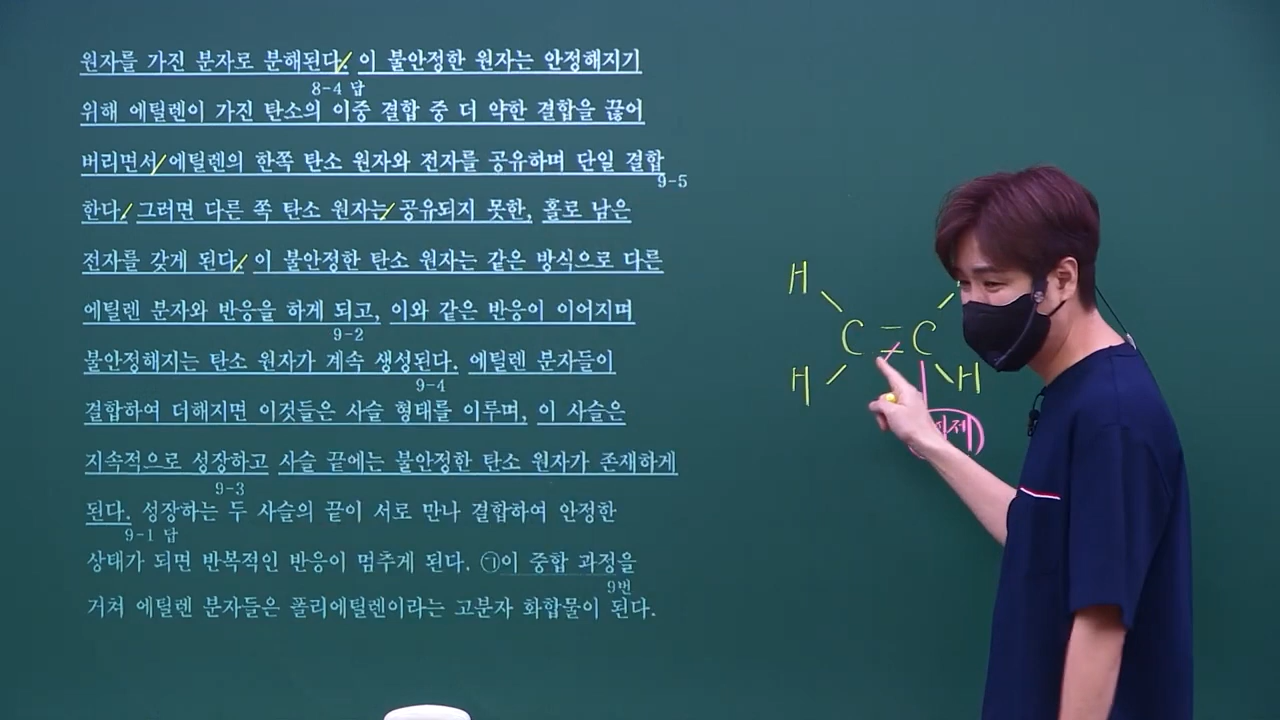 원자를 가진 분자로 분해된다. 이 불안정한 원자는 안정해지기
8-4 답
위해 에틸렌이 가진 탄소의 이중 결합 중 더 약한 결합을 끊어
버리면서 에틸렌의 한쪽 탄소 원자와 전자를 공유하며 단일 결합
9-5
한다. 그러면 다른 쪽 탄소 원자는 공유되지 못한, 홀로 남은
전자를 갖게 된다. 이 불안정한 탄소 원자는 같은 방식으로 다른
에틸렌 분자와 반응을 하게 되고, 이와 같은 반응이 이어지며
9-2
불안정해지는 탄소 원자가 계속 생성된다. 에틸렌 분자들이
9-4
결합하여 더해지면 이것들은 사슬 형태를 이루며, 이 사슬은
지속적으로 성장하고 사슬 끝에는 불안정한 탄소 원자가 존재하게
9-3
된다. 성장하는 두 사슬의 끝이 서로 만나 결합하여 안정한
9-1 답
상태가 되면 반복적인 반응이 멈추게 된다. ㉠이 중합 과정을
9번
거쳐 에틸렌 분자들은 폴리에틸렌이라는 고분자 화합물이 된다.
H
C = C
H H